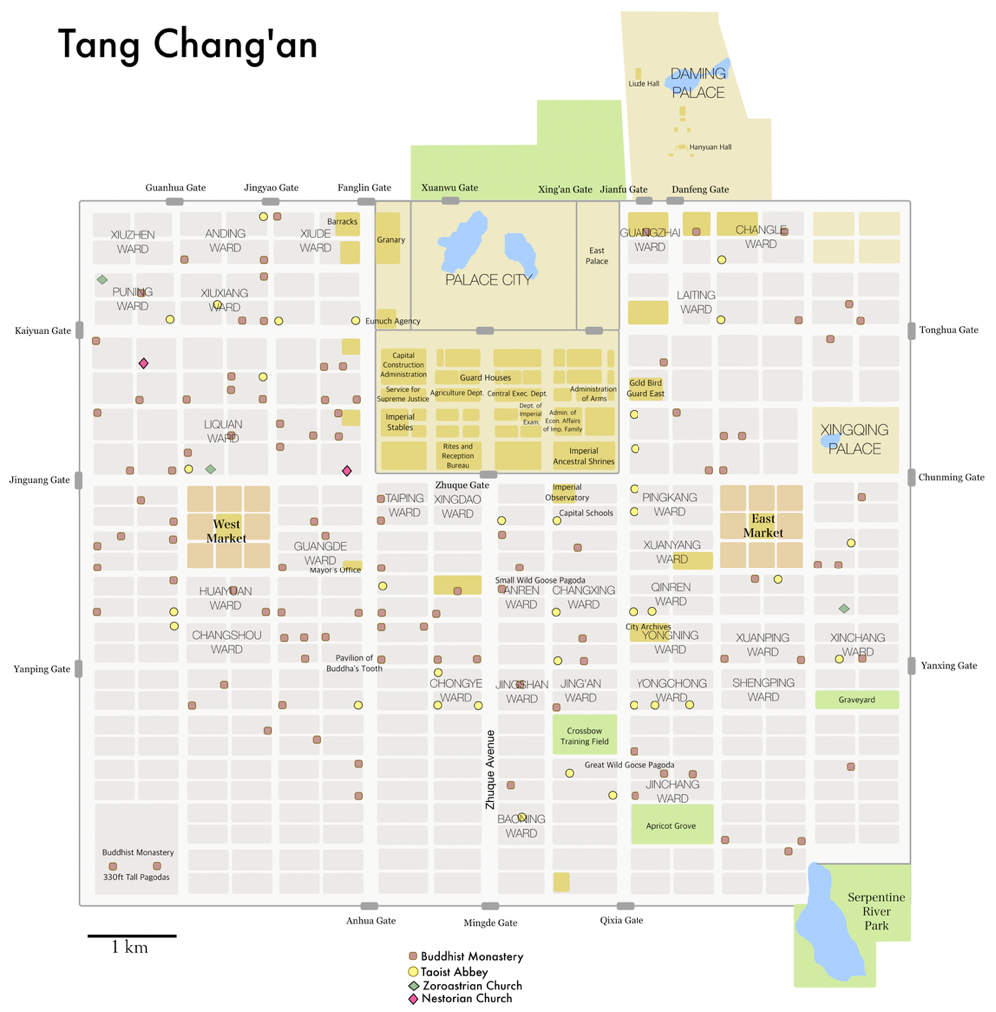 Tang Chang'an
DAMING
PALACE
Liude Hall
Hanyuan Hall
Guanhua Gate
Jingyao Gate
Fanglin Gate
Xuanwu Gate
Xing'an Gate
Jianfu Gate
Danfeng Gate
XIUZHEN
WARD
ANDING
WARD
XIUDE
WARD
Barracks
Granary
PALACE CITY
East
Palace
GUANGZHAI
WARD
CHANGLE
WARD
PUNING
WARD
XIUXIANG
WARD
LAITING
WARD
Eunuch Agency
Kaiyuan Gate
Tonghua Gate
Capital
Construction
Administration
Guard Houses
Service for
Supreme Justice
Agriculture Dept.
Central Exec. Dept.
Administration
of Arms
Gold Bird
Guard East
Imperial
Stables
Dept. of
Imperial
Exam.
Admin. of
Econ. Affairs
of Imp. Family
LIQUAN
WARD
Rites and
Reception
Bureau
Imperial
Ancestral Shrines
XINGQING
PALACE
Jinguang Gate
Zhuque Gate
Chunming Gate
West
Market
TAIPING
WARD
XINGDAO
WARD
Imperial
Observatory
Capital Schools
PINGKANG
WARD
East
Market
GUANGDE
WARD
Mayor's Office
XUANYANG
WARD
HUAIYUAN
WARD
Small Wild Goose Pagoda
ANREN
WARD
CHANGXING
WARD
QINREN
WARD
CHANGSHOU
WARD
City Archives
YONGNING
WARD
XUANPING
WARD
XINCHANG
WARD
Yanping Gate
Pavilion of
Buddha's Tooth
Yanxing Gate
CHONGYE
WARD
JINGSHAN
WARD
JING'AN
WARD
YONGCHONG
WARD
SHENGPING
WARD
Graveyard
Zhuque Avenue
Crossbow
Training Field
Great Wild Goose Pagoda
JINCHANG
WARD
BAONING
WARD
Apricot Grove
Buddhist Monastery
330ft Tall Pagodas
Serpentine
River
Park
Anhua Gate
Mingde Gate
Qixia Gate
1 km
Buddhist Monastery
Taoist Abbey
Zoroastrian Church
Nestorian Church